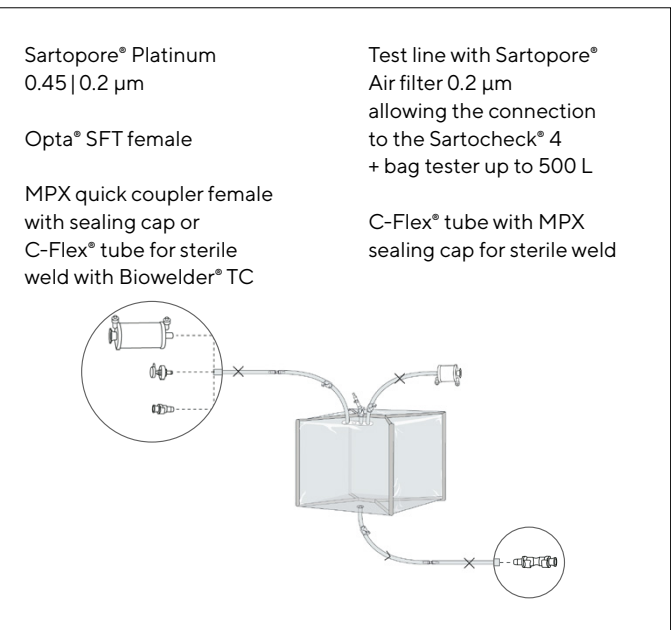 Sartopore® Platinum
0.45 | 0.2 µm
Opta® SFT female
MPX quick coupler female
with sealing cap or
C-Flex® tube for sterile
weld with Biowelder® TC
Test line with Sartopore®
Air filter 0.2 µm
allowing the connection
to the Sartocheck® 4
+ bag tester up to 500 L
C-Flex® tube with MPX
sealing cap for sterile weld